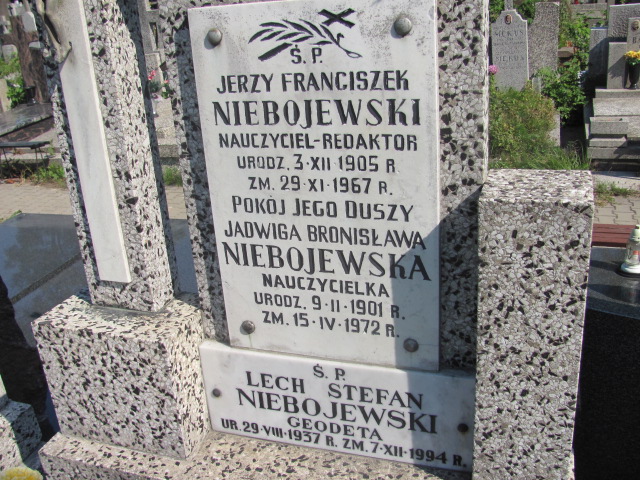 Ś. P.
JERZY FRANCISZEK
NIEBOJEWSKI
NAUCZYCIEL-REDAKTOR
URODZ. 3·XII 1905 R.
ZM. 29·XI·1967 R.
POKÓJ JEGO DUSZY
JADWIGA BRONISŁAWA
NIEBOJEWSKA
NAUCZYCIELKA
URODZ. 9·II·1901 R.
ZM. 15·IV·1972 R.
Ś. P.
LECH STEFAN
NIEBOJEWSKI
GEODETA
UR. 29·VIII·1937 R. ZM. 7·XII·1994 R.